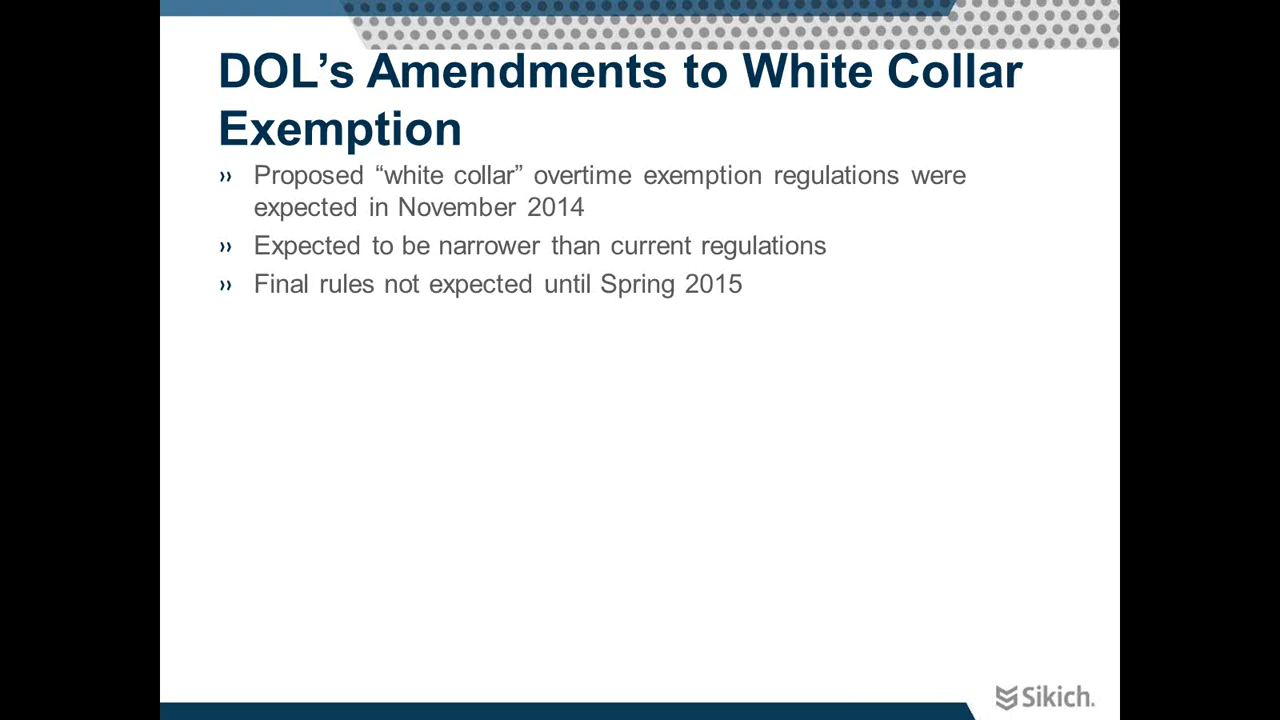 DOL’s Amendments to White Collar
Exemption
›› Proposed “white collar” overtime exemption regulations were
expected in November 2014
›› Expected to be narrower than current regulations
›› Final rules not expected until Spring 2015
Sikich.